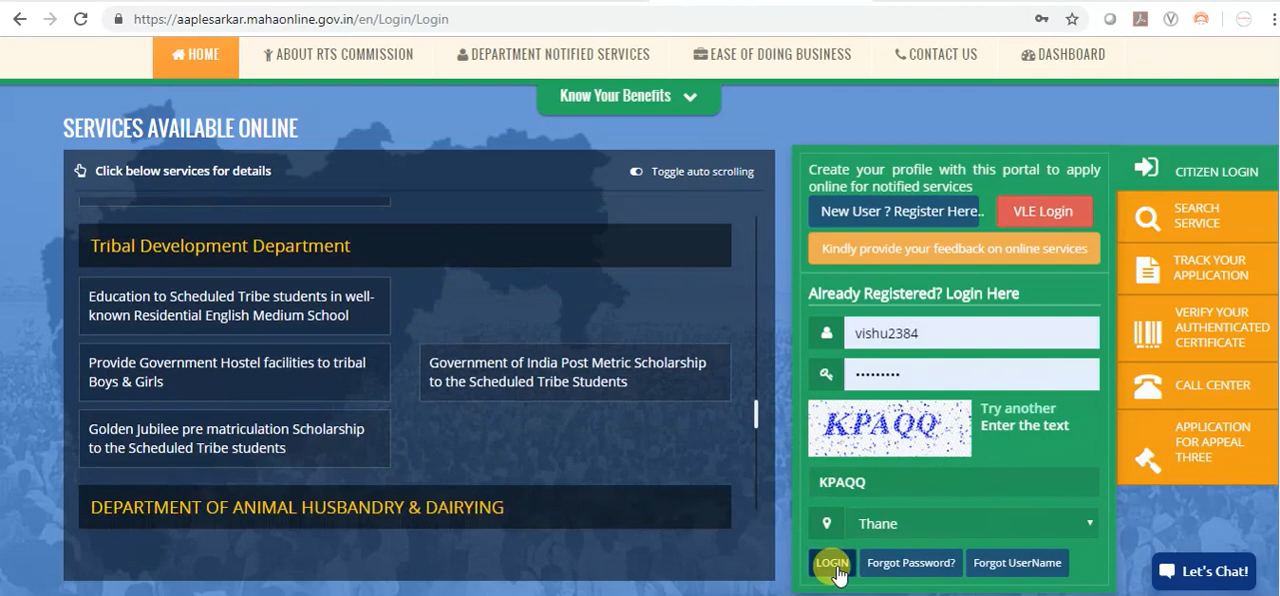 https://aaplesarkar.mahaonline.gov.in/en/Login/Login
HOME ABOUT RTS COMMISSION DEPARTMENT NOTIFIED SERVICES EASE OF DOING BUSINESS CONTACT US DASHBOARD
Know Your Benefits
SERVICES AVAILABLE ONLINE
Click below services for details
Toggle auto scrolling
Tribal Development Department
Education to Scheduled Tribe students in well-
known Residential English Medium School
Provide Government Hostel facilities to tribal
Boys & Girls
Government of India Post Metric Scholarship
to the Scheduled Tribe Students
Golden Jubilee pre matriculation Scholarship
to the Scheduled Tribe students
DEPARTMENT OF ANIMAL HUSBANDRY & DAIRYING
Create your profile with this portal to apply
online for notified services
New User ? Register Here..
VLE Login
Kindly provide your feedback on online services
Already Registered? Login Here
vishu2384
•••••••••
KPAQQ
Try another
Enter the text
KPAQQ
Thane
LOGIN
Forgot Password?
Forgot UserName
CITIZEN LOGIN
SEARCH
SERVICE
TRACK YOUR
APPLICATION
VERIFY YOUR
AUTHENTICATED
CERTIFICATE
CALL CENTER
APPLICATION
FOR APPEAL
THREE
Let's Chat!